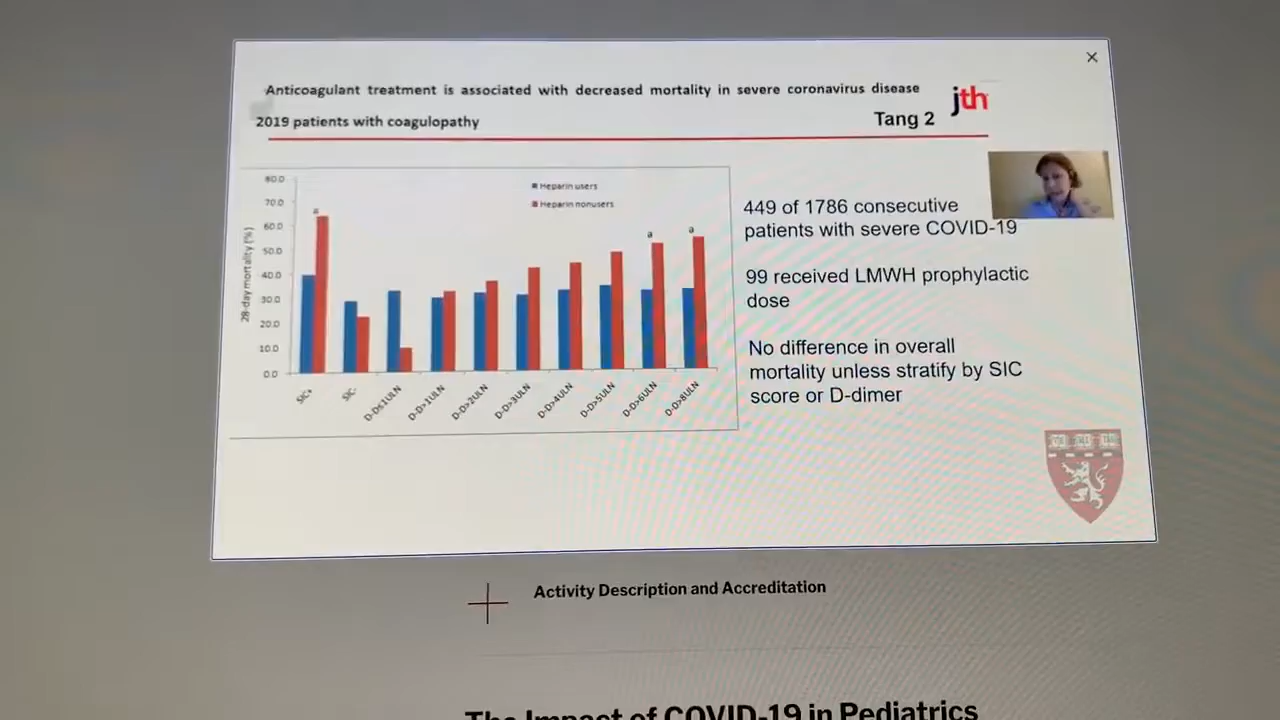 ×
Anticoagulant treatment is associated with decreased mortality in severe coronavirus disease
2019 patients with coagulopathy
Tang 2
jth
80.0
70.0
60.0
50.0
40.0
30.0
20.0
10.0
0.0
28-day mortality (%)
Heparin users
Heparin nonusers
a
a
a
SIC+
SIC-
D-D≤1ULN
D-D>1ULN
D-D>2ULN
D-D>3ULN
D-D>4ULN
D-D>5ULN
D-D>6ULN
D-D>8ULN
449 of 1786 consecutive
patients with severe COVID-19
99 received LMWH prophylactic
dose
No difference in overall
mortality unless stratify by SIC
score or D-dimer
Activity Description and Accreditation
The Impact of COVID-19 in Pediatrics